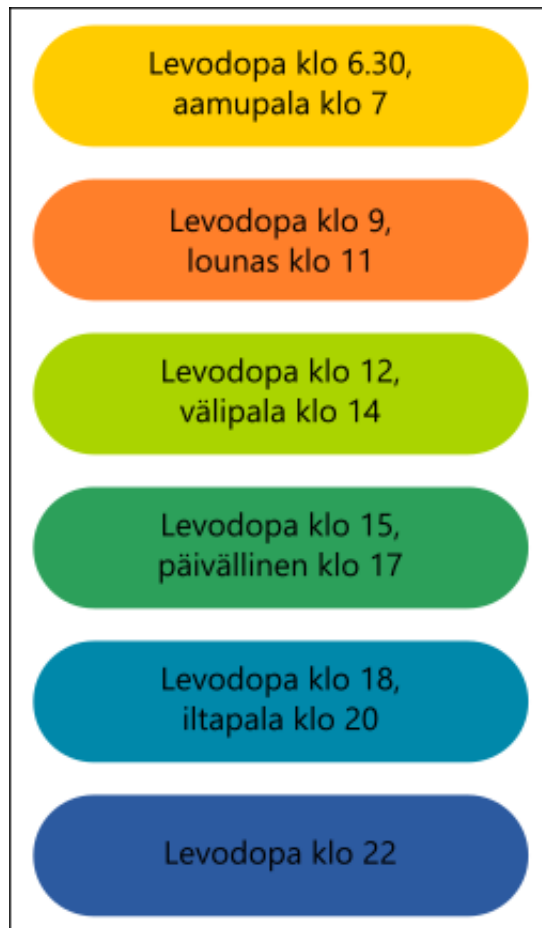 Levodopa klo 6.30,
aamupala klo 7
Levodopa klo 9,
lounas klo 11
Levodopa klo 12,
välipala klo 14
Levodopa klo 15,
päivällinen klo 17
Levodopa klo 18,
iltapala klo 20
Levodopa klo 22